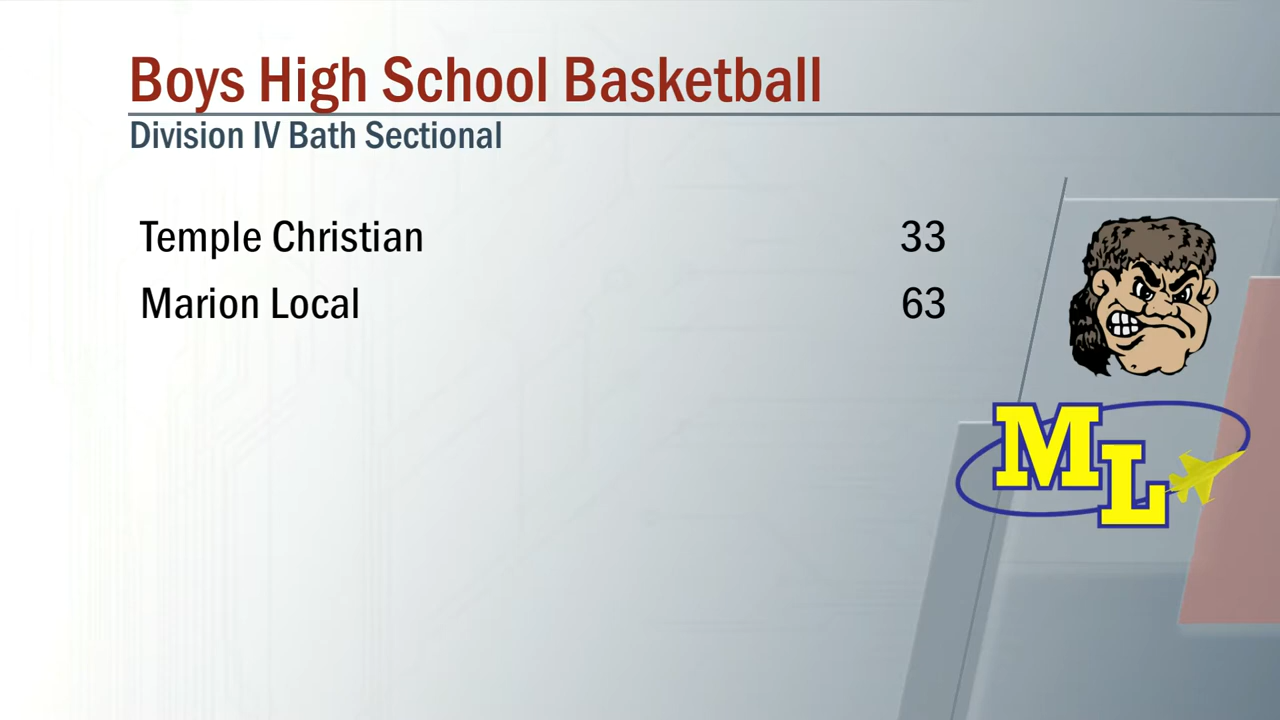 Boys High School Basketball
Division IV Bath Sectional
Temple Christian 33
Marion Local 63
ML